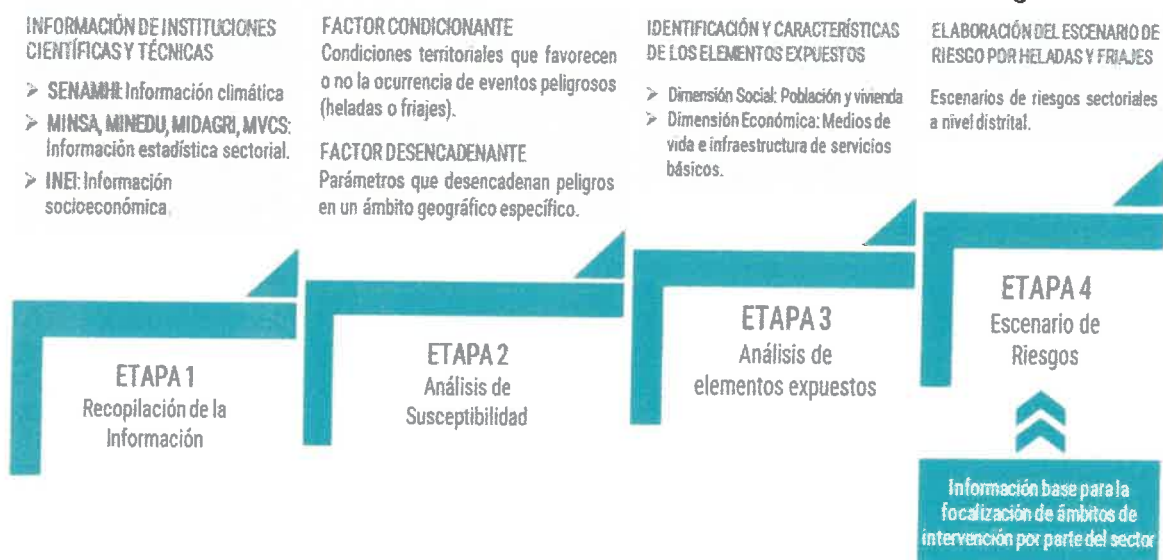 INFORMACIÓN DE INSTITUCIONES
CIENTÍFICAS Y TÉCNICAS
➢ SENAMHI: Información climática
➢ MINSA, MINEDU, MIDAGRI, MVCS:
Información estadística sectorial.
➢ INEI: Información
socioeconómica.
FACTOR CONDICIONANTE
Condiciones territoriales que favorecen
o no la ocurrencia de eventos peligrosos
(heladas o friajes).
FACTOR DESENCADENANTE
Parámetros que desencadenan peligros
en un ámbito geográfico específico.
IDENTIFICACIÓN Y CARACTERÍSTICAS
DE LOS ELEMENTOS EXPUESTOS
➢ Dimensión Social: Población y vivienda
➢ Dimensión Económica: Medios de
vida e infraestructura de servicios
básicos.
ELABORACIÓN DEL ESCENARIO DE
RIESGO POR HELADAS Y FRIAJES
Escenarios de riesgos sectoriales
a nivel distrital.
ETAPA 1
Recopilación de la
Información
ETAPA 2
Análisis de
Susceptibilidad
ETAPA 3
Análisis de
elementos expuestos
ETAPA 4
Escenario de
Riesgos
Información base para la
focalización de ámbitos de
intervención por parte del sector